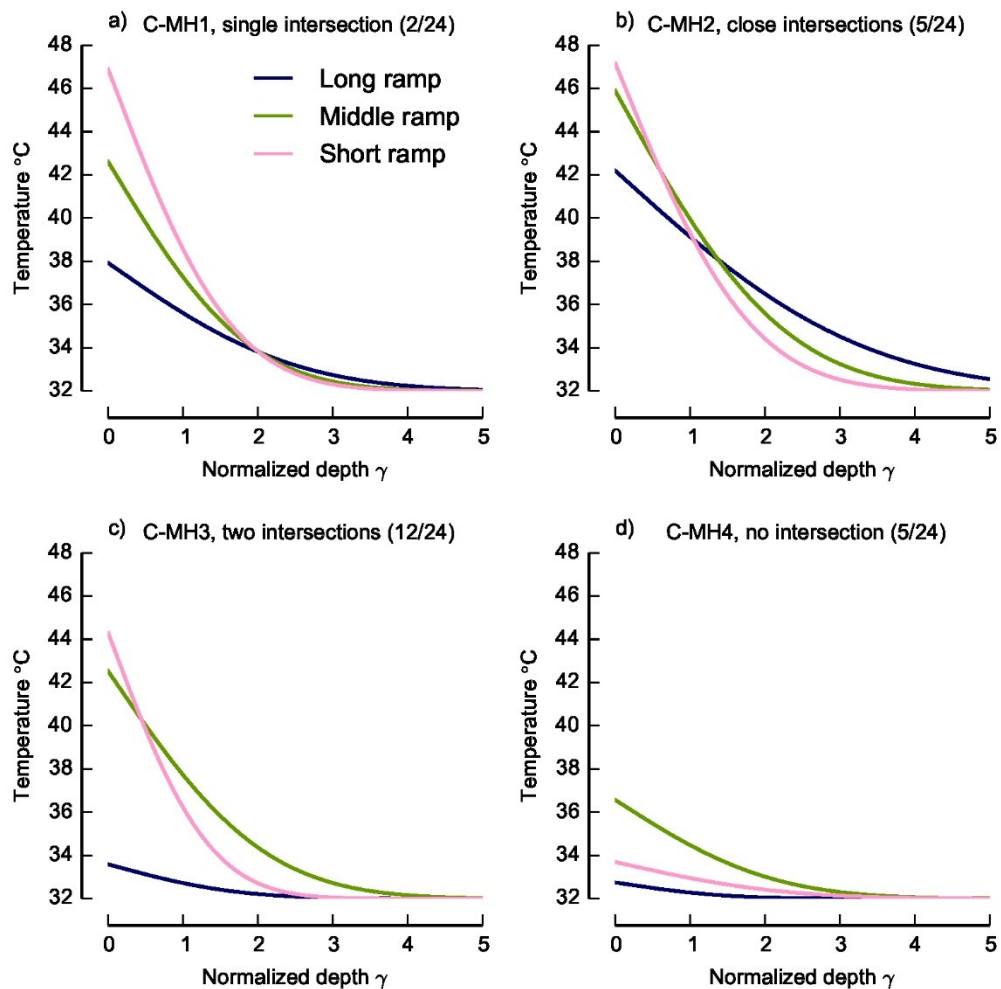 a) C-MH1, single intersection (2/24)
48
46
44
42
40
38
36
34
32
Temperature °C
Long ramp
Middle ramp
Short ramp
0 1 2 3 4 5
Normalized depth γ
b) C-MH2, close intersections (5/24)
48
46
44
42
40
38
36
34
32
Temperature °C
0 1 2 3 4 5
Normalized depth γ
c) C-MH3, two intersections (12/24)
48
46
44
42
40
38
36
34
32
Temperature °C
0 1 2 3 4 5
Normalized depth γ
d) C-MH4, no intersection (5/24)
48
46
44
42
40
38
36
34
32
Temperature °C
0 1 2 3 4 5
Normalized depth γ